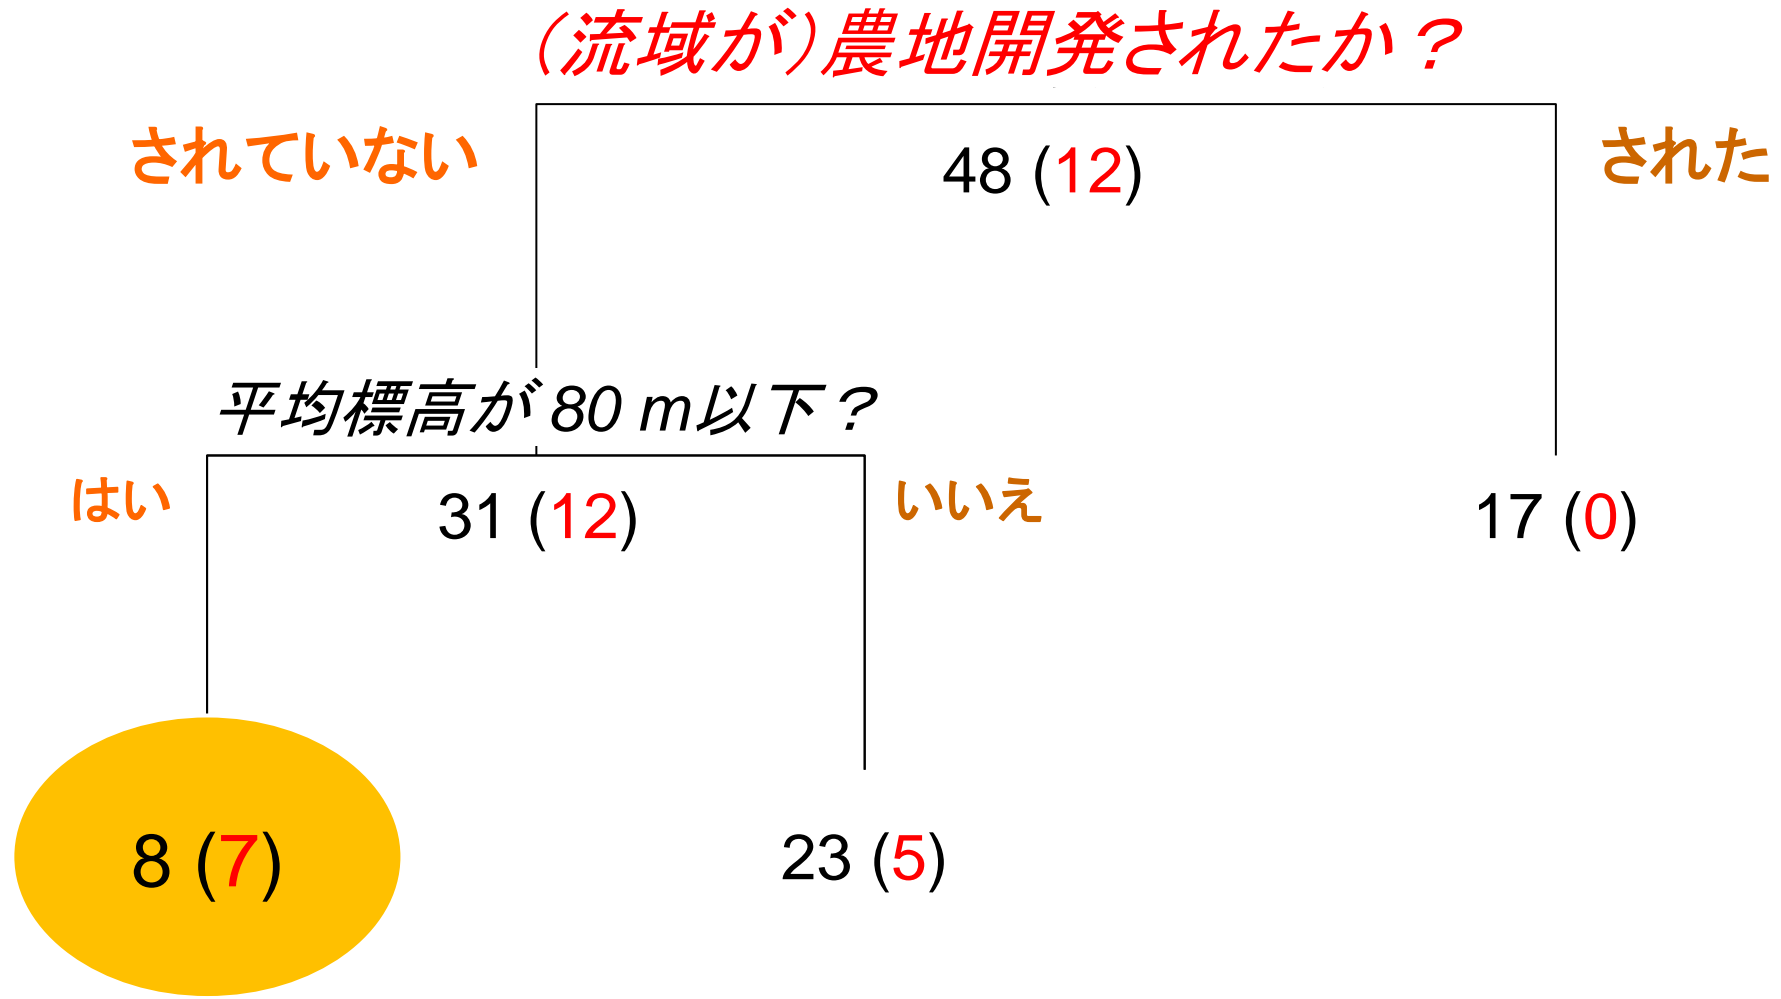 （流域が）農地開発されたか？
されていない
48 (12)
された
平均標高が 80 m以下？
はい
31 (12)
いいえ
17 (0)
8 (7)
23 (5)